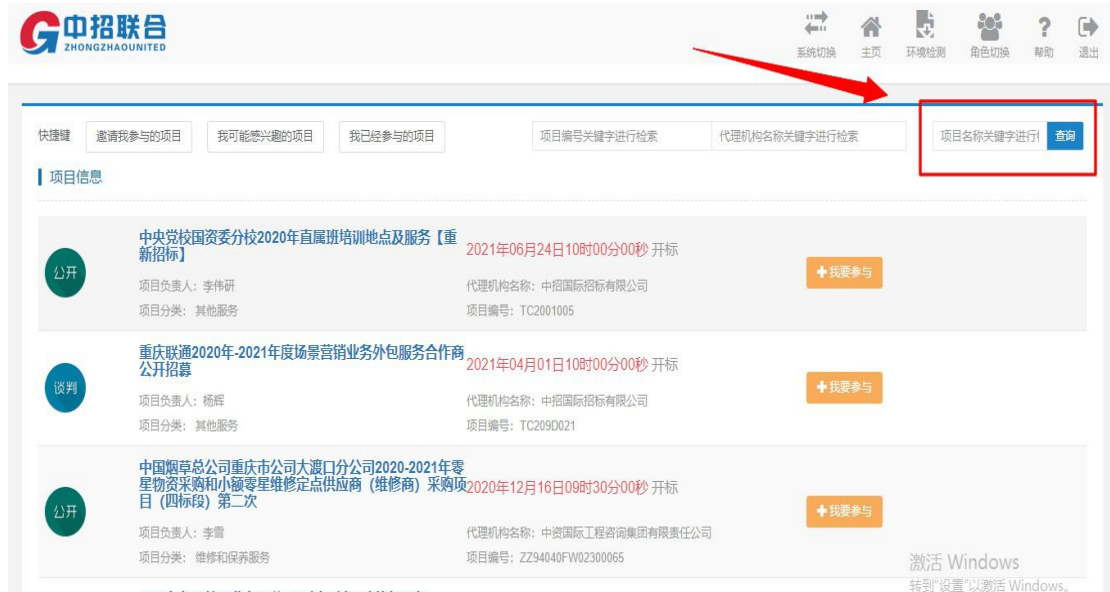 中招联合
ZHONGZHAOUNITED
系统切换 主页 环境检测 角色切换 帮助 退出
快捷键 邀请我参与的项目 我可能感兴趣的项目 我已经参与的项目 项目编号关键字进行检索 代理机构名称关键字进行检索 项目名称关键字进行 查询
项目信息
中央党校国资委分校2020年直属班培训地点及服务【重
新招标】
2021年06月24日10时00分00秒 开标
公开
我要参与
项目负责人：李伟研 代理机构名称：中招国际招标有限公司
项目分类：其他服务 项目编号：TC2001005
重庆联通2020年-2021年度场景营销业务外包服务合作商
公开招募
2021年04月01日10时00分00秒 开标
谈判
我要参与
项目负责人：杨辉 代理机构名称：中招国际招标有限公司
项目分类：其他服务 项目编号：TC209D021
中国烟草总公司重庆市公司大渡口分公司2020-2021年零
星物资采购和小额零星维修定点供应商（维修商）采购项
目（四标段）第二次
2020年12月16日09时30分00秒 开标
公开
我要参与
项目负责人：李雪 代理机构名称：中资国际工程咨询集团有限责任公司
项目分类：维修和保养服务 项目编号：ZZ94040FW02300065
激活 Windows
转到"设置"以激活 Windows。